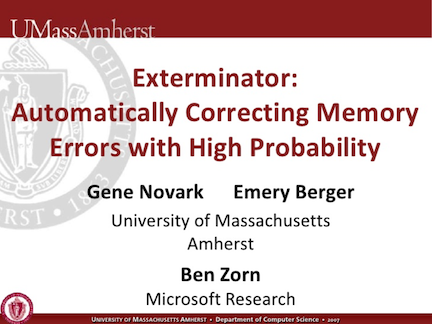 UMassAmherst
Exterminator:
Automatically Correcting Memory
Errors with High Probability
Gene Novark Emery Berger
University of Massachusetts
Amherst
Ben Zorn
Microsoft Research
UNIVERSITY OF MASSACHUSETTS AMHERST • Department of Computer Science • 2007